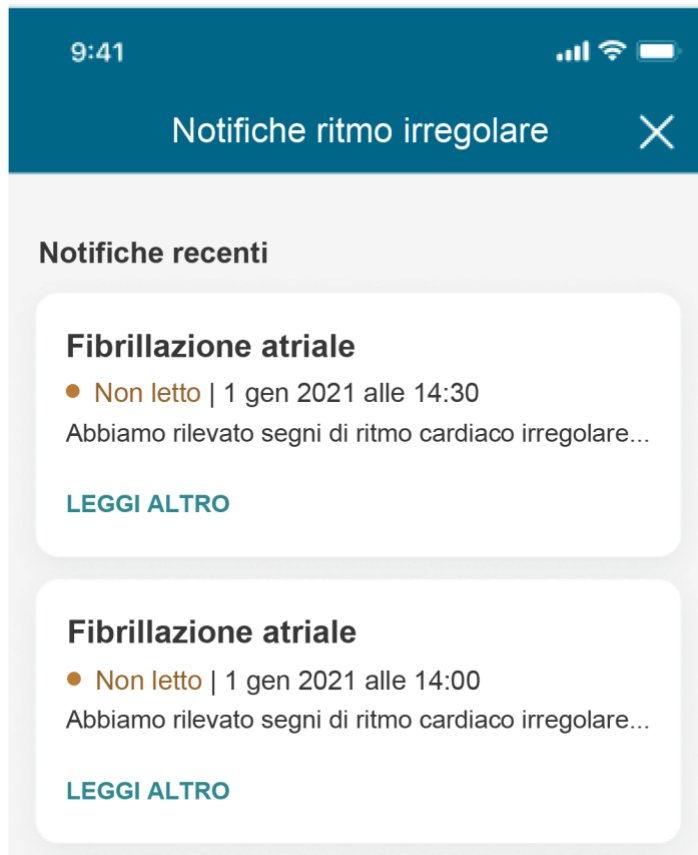 9:41
Notifiche ritmo irregolare
Notifiche recenti
Fibrillazione atriale
Non letto | 1 gen 2021 alle 14:30
Abbiamo rilevato segni di ritmo cardiaco irregolare...
LEGGI ALTRO
Fibrillazione atriale
Non letto | 1 gen 2021 alle 14:00
Abbiamo rilevato segni di ritmo cardiaco irregolare...
LEGGI ALTRO